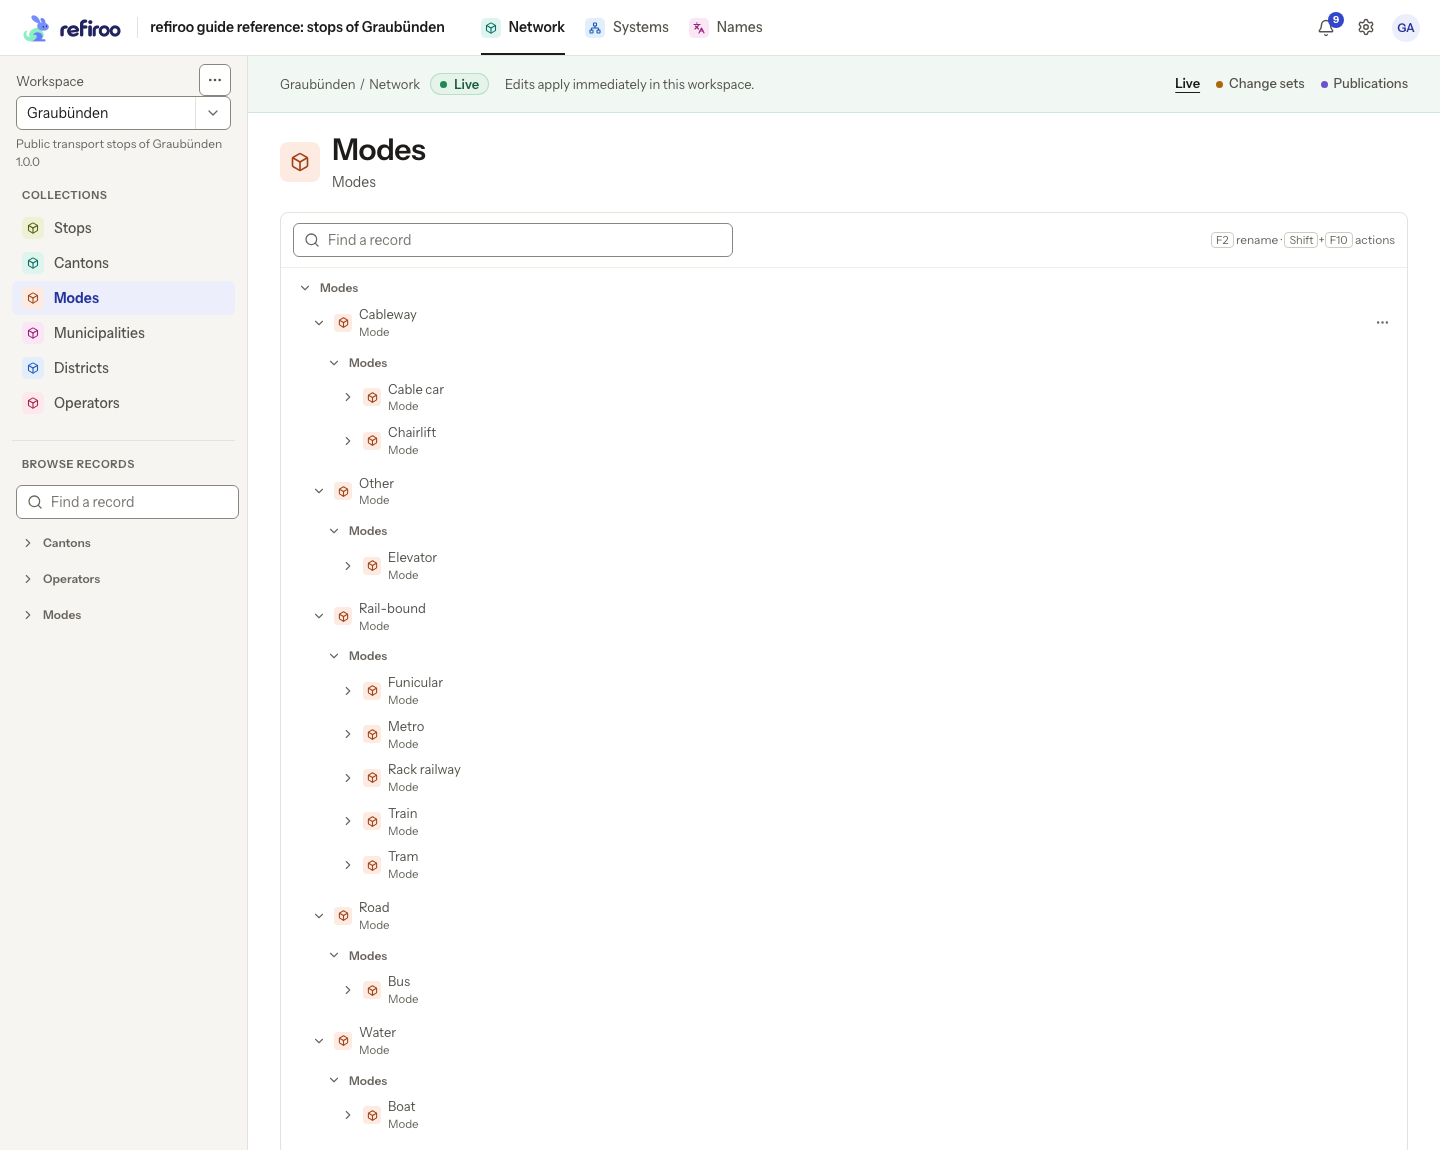 refiroo
refiroo guide reference: stops of Graubünden
Network
Systems
Names
9
GA
Workspace
Graubünden
Public transport stops of Graubünden
1.0.0
COLLECTIONS
Stops
Cantons
Modes
Municipalities
Districts
Operators
BROWSE RECORDS
Find a record
Cantons
Operators
Modes
Graubünden / Network
Live
Edits apply immediately in this workspace.
Live
Change sets
Publications
Modes
Modes
Find a record
F2 rename · Shift + F10 actions
Modes
Cableway
Mode
Modes
Cable car
Mode
Chairlift
Mode
Other
Mode
Modes
Elevator
Mode
Rail-bound
Mode
Modes
Funicular
Mode
Metro
Mode
Rack railway
Mode
Train
Mode
Tram
Mode
Road
Mode
Modes
Bus
Mode
Water
Mode
Modes
Boat
Mode